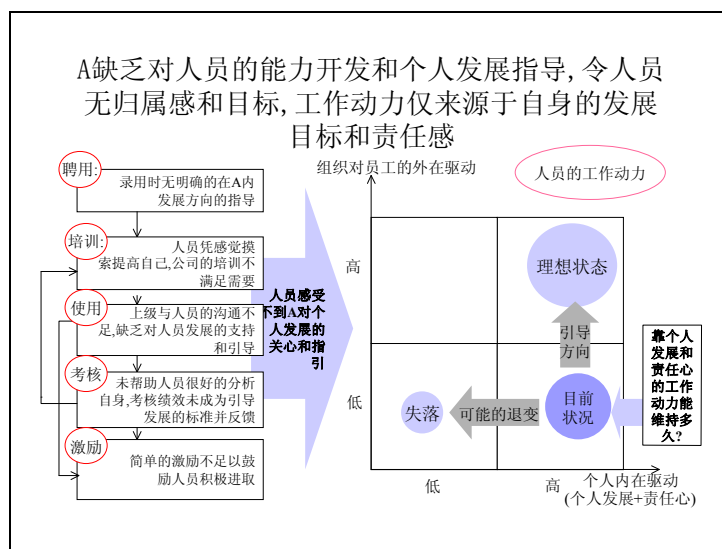 A缺乏对人员的能力开发和个人发展指导,令人员
无归属感和目标,工作动力仅来源于自身的发展
目标和责任感
聘用:
录用时无明确的在A内
发展方向的指导
培训:
人员凭感觉摸
索提高自己,公司的培训不
满足需要
使用
上级与人员的沟通不
足,缺乏对人员发展的支持
和引导
考核
未帮助人员很好的分析
自身,考核绩效未成为引导
发展的标准并反馈
激励
简单的激励不足以鼓
励人员积极进取
人员感受
不到A对个
人发展的
关心和指
引
组织对员工的外在驱动
人员的工作动力
高
理想状态
引导
方向
低
失落
可能的退变
目前
状况
靠个人
发展和
责任心
的工作
动力能
维持多
久?
低
高
个人内在驱动
(个人发展+责任心)